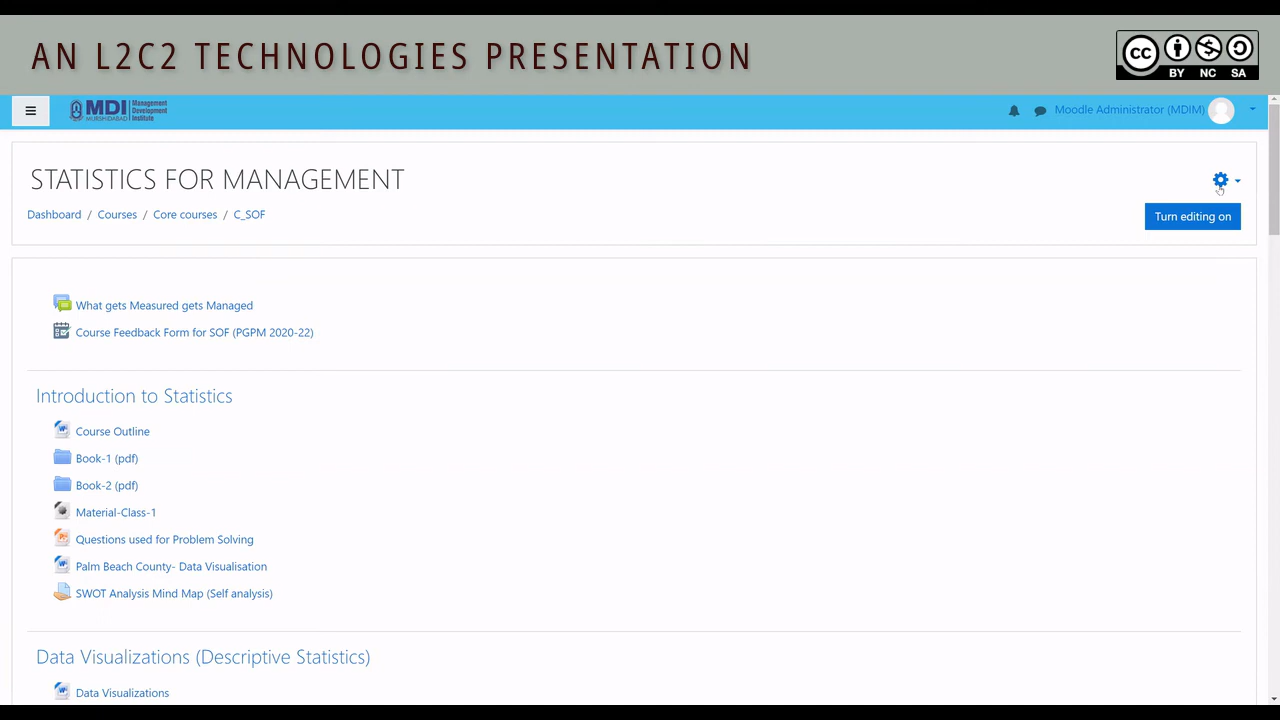 AN L2C2 TECHNOLOGIES PRESENTATION
CC BY NC SA
MDI Management Development Institute
MURSHIDABAD
Moodle Administrator (MDIM)
STATISTICS FOR MANAGEMENT
Dashboard / Courses / Core courses / C_SOF
Turn editing on
What gets Measured gets Managed
Course Feedback Form for SOF (PGPM 2020-22)
Introduction to Statistics
Course Outline
Book-1 (pdf)
Book-2 (pdf)
Material-Class-1
Questions used for Problem Solving
Palm Beach County- Data Visualisation
SWOT Analysis Mind Map (Self analysis)
Data Visualizations (Descriptive Statistics)
Data Visualizations